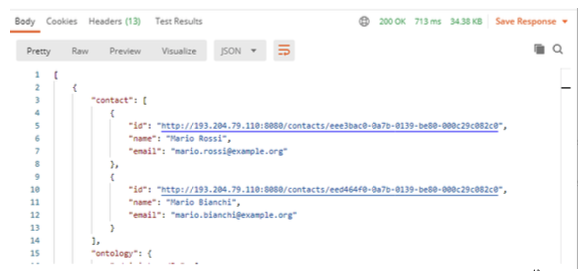 Body Cookies Headers (13) Test Results 200 OK 713 ms 34.38 KB Save Response
Pretty Raw Preview Visualize JSON
1 [
2 {
3 "contact": [
4 {
5 "id": "http://193.204.79.110:8080/contacts/eee3bac0-0a7b-0139-be80-000c29c082c0",
6 "name": "Mario Rossi",
7 "email": "mario.rossi@example.org"
8 },
9 {
10 "id": "http://193.204.79.110:8080/contacts/eed464f0-0a7b-0139-be80-000c29c082c0",
11 "name": "Mario Bianchi",
12 "email": "mario.bianchi@example.org"
13 }
14 ],
15 "ontology": {